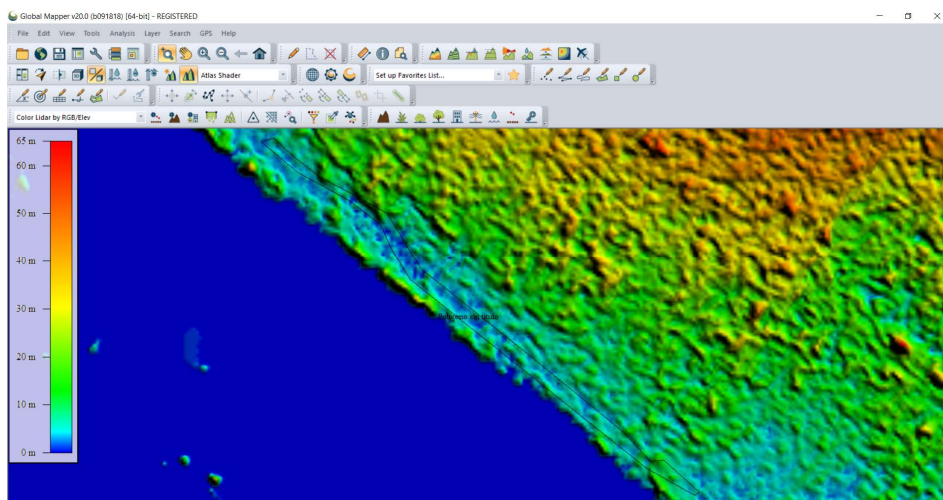 Global Mapper v20.0 (b091818) [64-bit] - REGISTERED
File Edit View Tools Analysis Layer Search GPS Help
Atlas Shader
Set up Favorites List...
Color Lidar by RGB/Elev
65 m
60 m
50 m
40 m
30 m
20 m
10 m
0 m